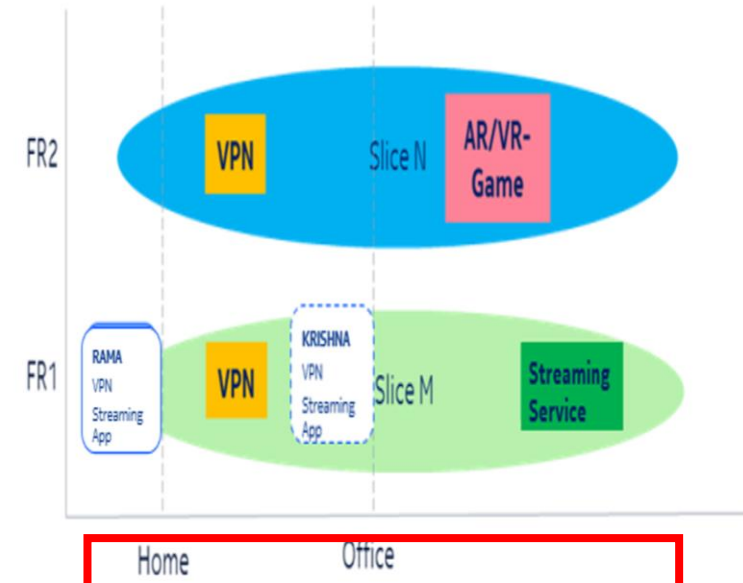 FR2
VPN
Slice N
AR/VR-
Game
FR1
RAMA
VPN
Streaming
App
VPN
KRISHNA
VPN
Streaming
App
Slice M
Streaming
Service
Home
Office